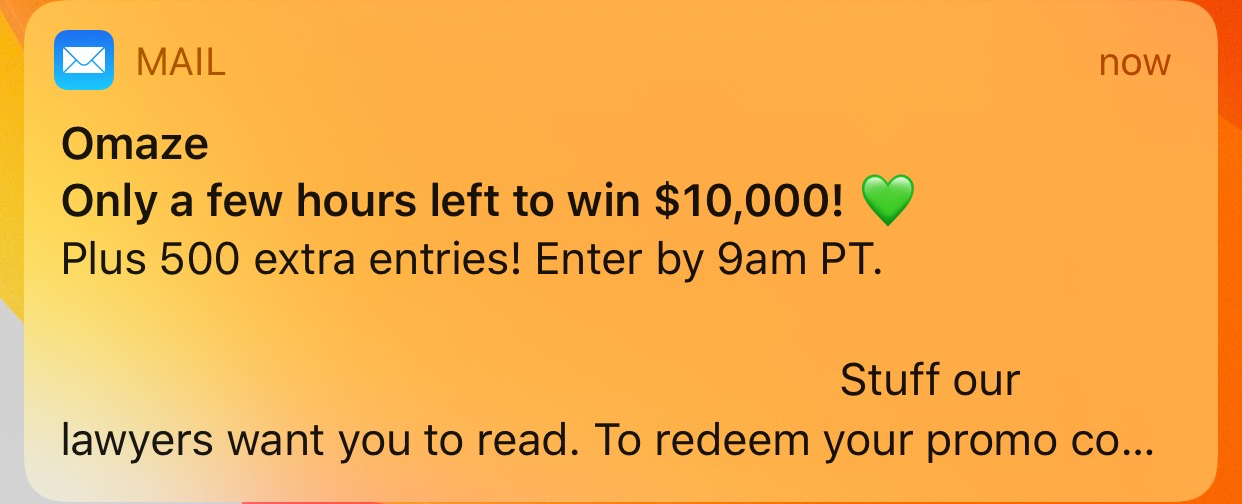 MAIL now
Omaze
Only a few hours left to win $10,000! 💚
Plus 500 extra entries! Enter by 9am PT.
Stuff our
lawyers want you to read. To redeem your promo co...